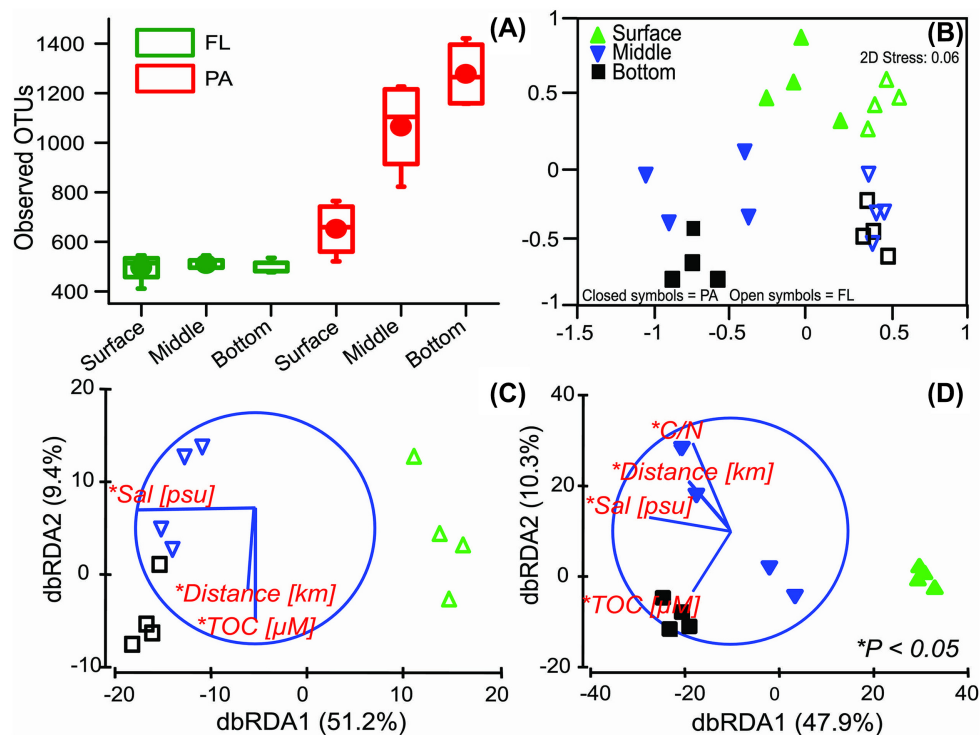 (A)
FL
PA
Observed OTUs
1400
1200
1000
800
600
400
Surface
Middle
Bottom
Surface
Middle
Bottom
(B)
Surface
Middle
Bottom
2D Stress: 0.06
1
0.5
0
-0.5
-1
Closed symbols = PA Open symbols = FL
-1.5 -1 -0.5 0 0.5 1
(C)
dbRDA2 (9.4%)
20
10
0
-10
*Sal [psu]
*Distance [km]
*TOC [µM]
-20 -10 0 10 20
dbRDA1 (51.2%)
(D)
dbRDA2 (10.3%)
40
20
0
-20
*C/N
*Distance [km]
*Sal [psu]
*TOC [µM]
*P < 0.05
-40 -20 0 20 40
dbRDA1 (47.9%)